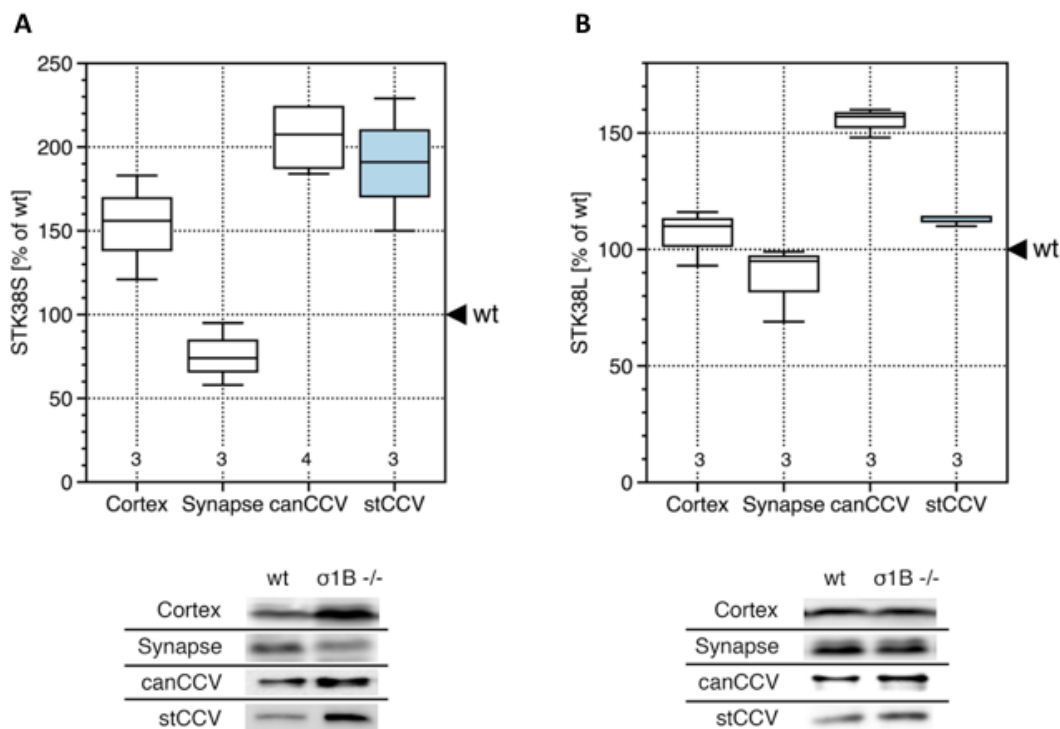 A
B
STK38S [% of wt]
250
200
150
100
50
0
3 3 4 3
Cortex Synapse canCCV stCCV
◀ wt
STK38L [% of wt]
150
100
50
0
3 3 3 3
Cortex Synapse canCCV stCCV
◀ wt
wt σ1B -/-
Cortex
Synapse
canCCV
stCCV
wt σ1B -/-
Cortex
Synapse
canCCV
stCCV